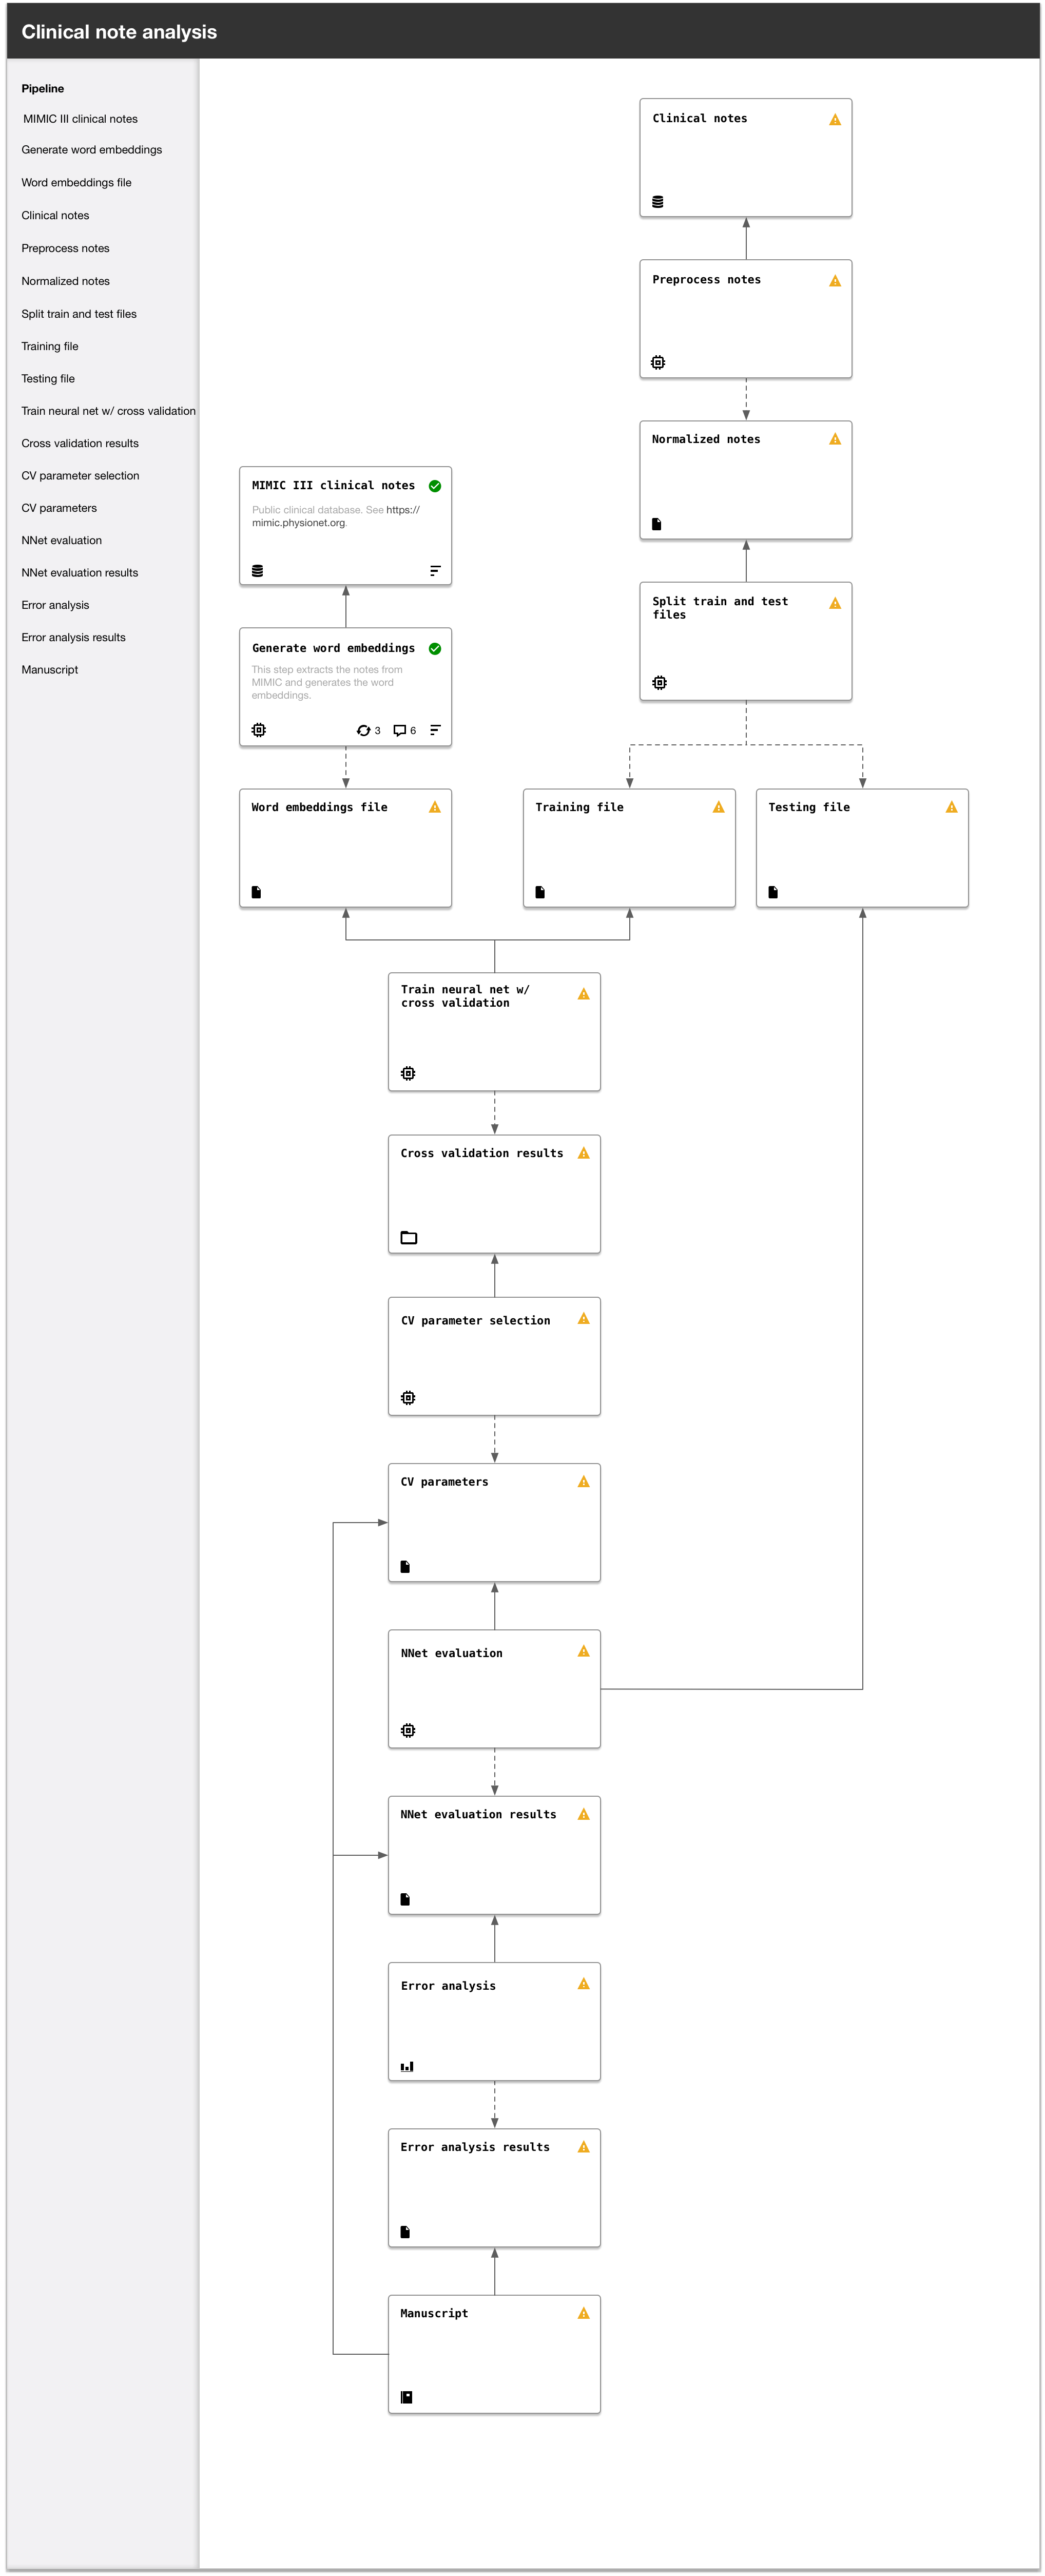 Clinical note analysis
Pipeline
MIMIC III clinical notes
Generate word embeddings
Word embeddings file
Clinical notes
Preprocess notes
Normalized notes
Split train and test files
Training file
Testing file
Train neural net w/ cross validation
Cross validation results
CV parameter selection
CV parameters
NNet evaluation
NNet evaluation results
Error analysis
Error analysis results
Manuscript
Clinical notes
Preprocess notes
Normalized notes
MIMIC III clinical notes
Public clinical database. See https://
mimic.physionet.org.
Split train and test
files
Generate word embeddings
This step extracts the notes from
MIMIC and generates the word
embeddings.
3
6
Word embeddings file
Training file
Testing file
Train neural net w/
cross validation
Cross validation results
CV parameter selection
CV parameters
NNet evaluation
NNet evaluation results
Error analysis
Error analysis results
Manuscript